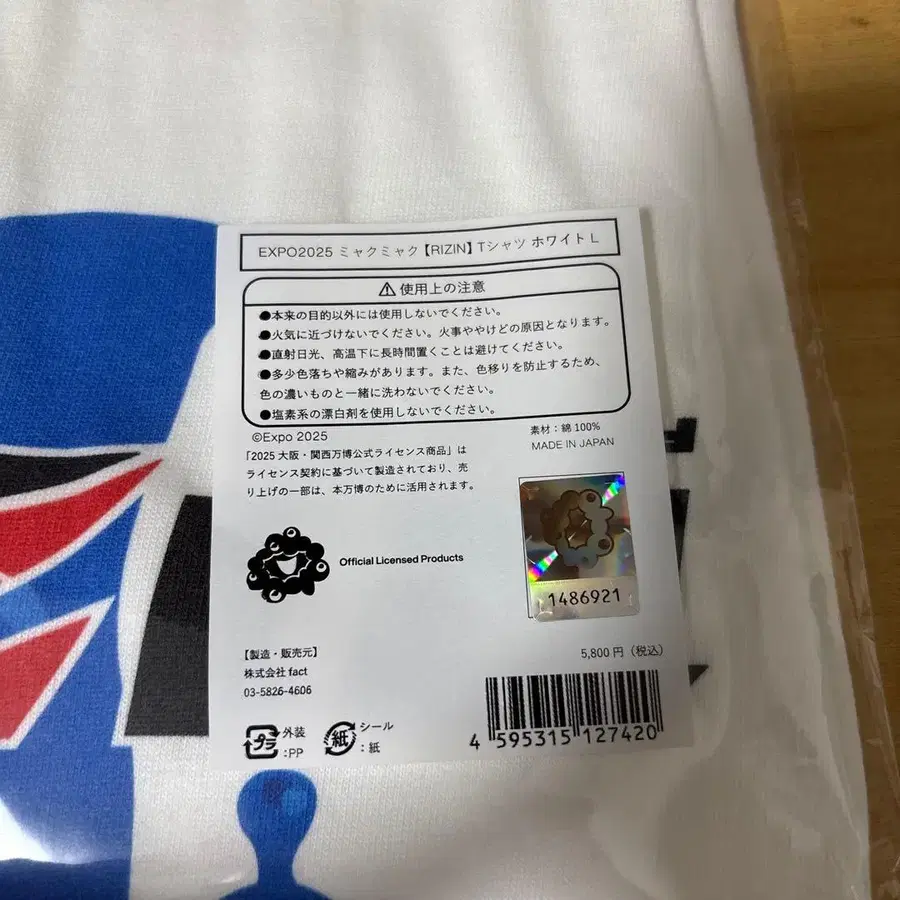 EXPO2025 ミャクミャク【RIZIN】Tシャツ ホワイト L
⚠使用上の注意
●本来の目的以外には使用しないでください。
●火気に近づけないでください。火事ややけどの原因となります。
●直射日光、高温下に長時間置くことは避けてください。
●多少色落ちや縮みがあります。また、色移りを防止するため、
色の濃いものと一緒に洗わないでください。
●塩素系の漂白剤を使用しないでください。
©Expo 2025
素材：綿 100%
MADE IN JAPAN
「2025 大阪・関西万博公式ライセンス商品」は
ライセンス契約に基づいて製造されており、売
り上げの一部は、本万博のために活用されます。
Official Licensed Products
1486921
【製造・販売元】
株式会社 fact
03-5826-4606
5,800 円（税込）
プラ 外装
：PP
紙 シール
：紙
4 595315 127420